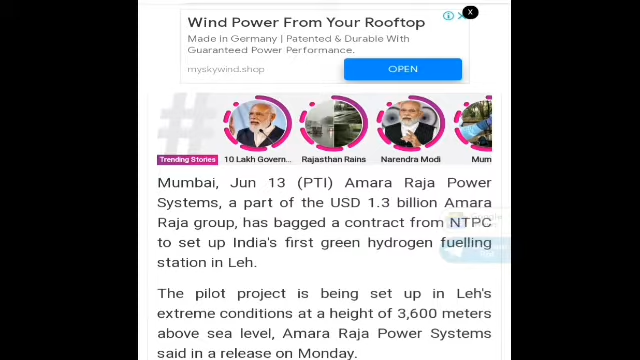 Wind Power From Your Rooftop
Made in Germany | Patented & Durable With
Guaranteed Power Performance.
myskywind.shop
OPEN
X
#
Trending Stories
10 Lakh Govern...
Rajasthan Rains
Narendra Modi
Mum
Mumbai, Jun 13 (PTI) Amara Raja Power
Systems, a part of the USD 1.3 billion Amara
Raja group, has bagged a contract from NTPC
to set up India's first green hydrogen fuelling
station in Leh.
The pilot project is being set up in Leh's
extreme conditions at a height of 3,600 meters
above sea level, Amara Raja Power Systems
said in a release on Monday.